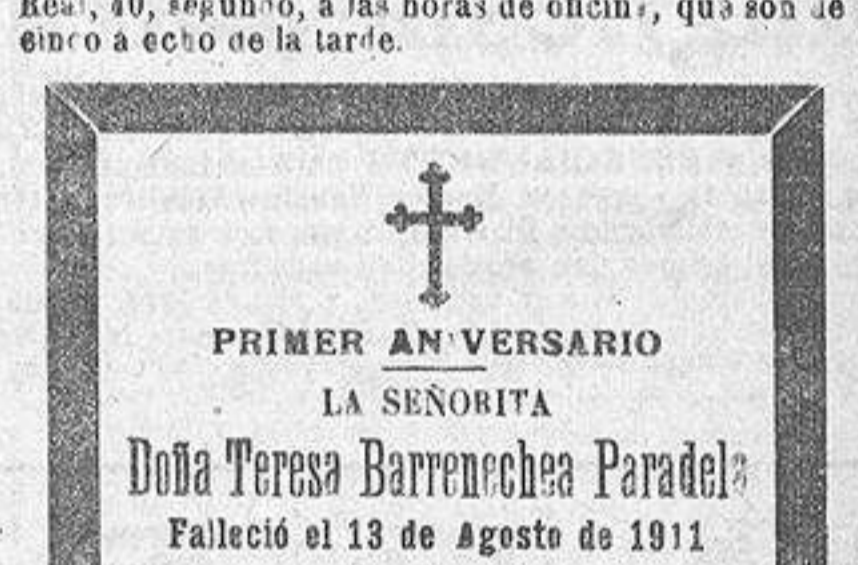 Real, 40, segundo, a las horas de oficina, que son de
cinco a ocho de la tarde.
PRIMER ANIVERSARIO
LA SEÑORITA
Doña Teresa Barrenechea Paradela
Falleció el 13 de Agosto de 1911